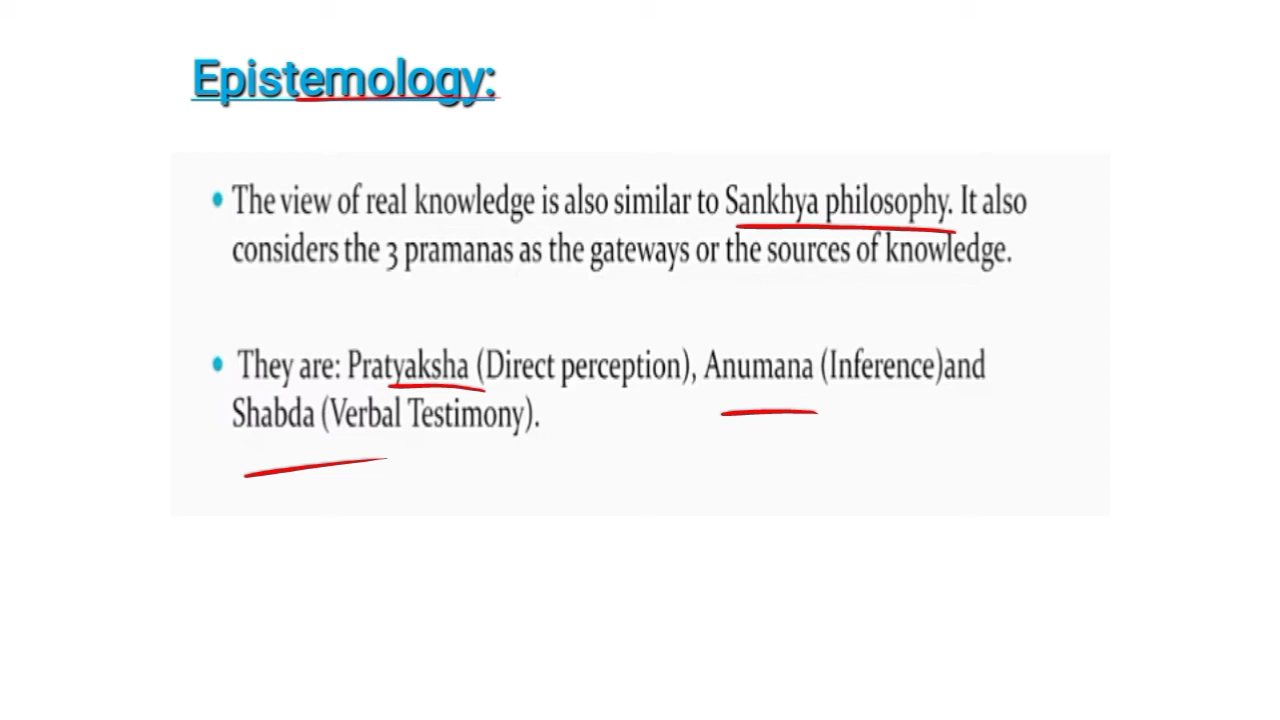 Epistemology:
• The view of real knowledge is also similar to Sankhya philosophy. It also
considers the 3 pramanas as the gateways or the sources of knowledge.
• They are: Pratyaksha (Direct perception), Anumana (Inference)and
Shabda (Verbal Testimony).